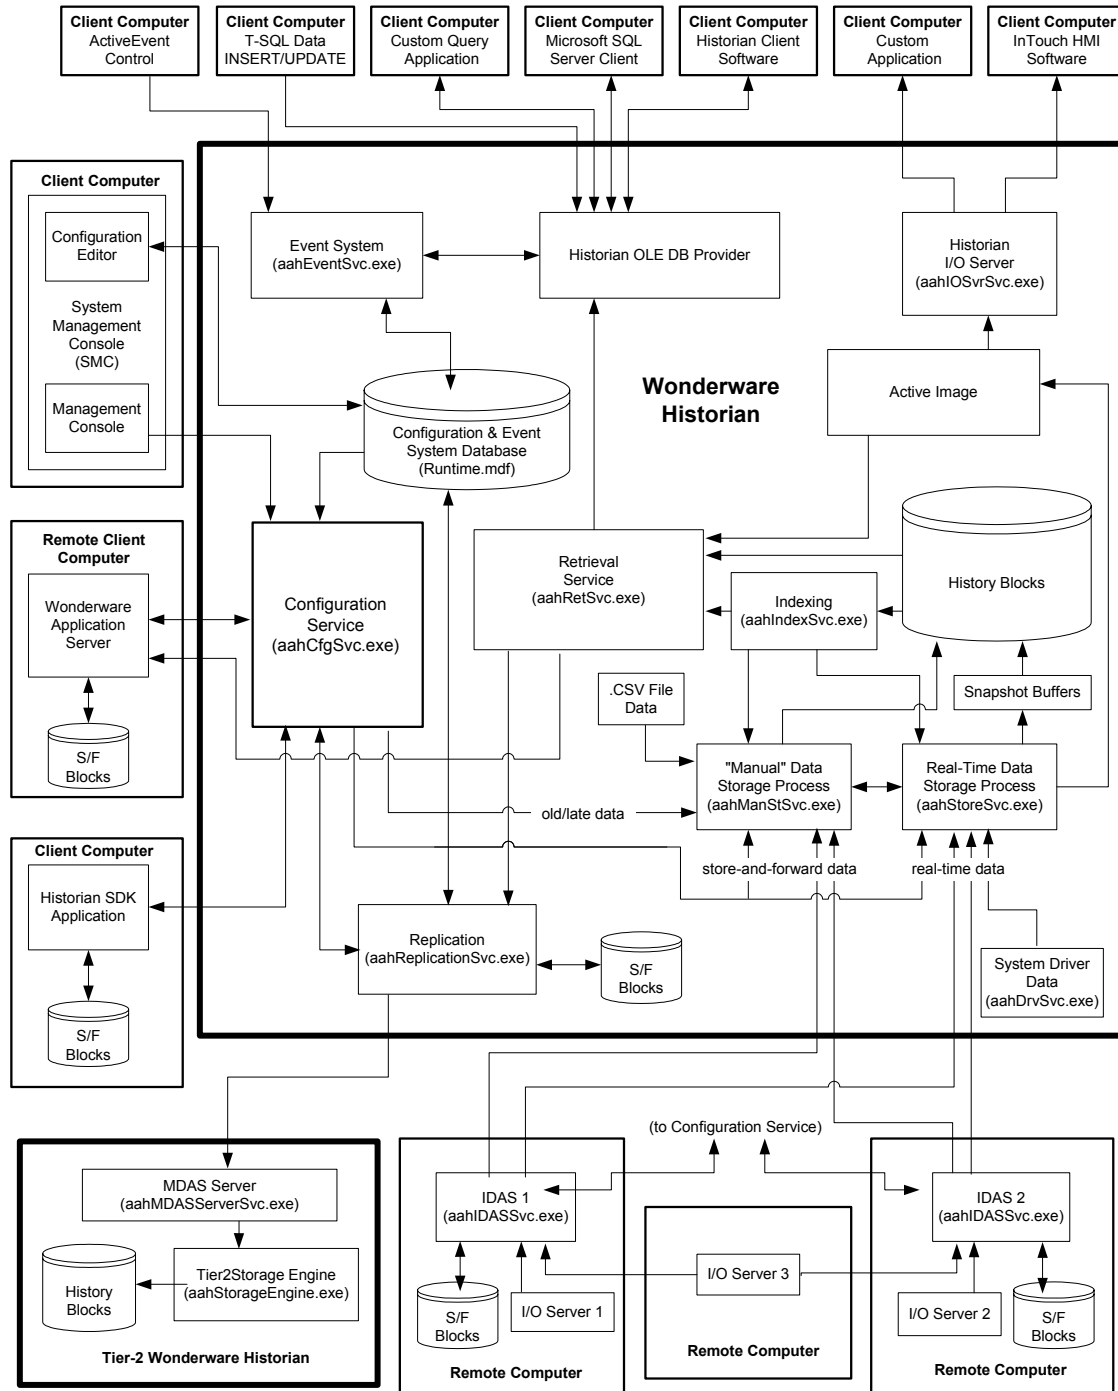 Client Computer
ActiveEvent
Control
Client Computer
T-SQL Data
INSERT/UPDATE
Client Computer
Custom Query
Application
Client Computer
Microsoft SQL
Server Client
Client Computer
Historian Client
Software
Client Computer
Custom
Application
Client Computer
InTouch HMI
Software
Client Computer
Configuration
Editor
System
Management
Console
(SMC)
Management
Console
Event System
(aahEventSvc.exe)
Historian OLE DB Provider
Historian
I/O Server
(aahIOSvrSvc.exe)
Wonderware
Historian
Active Image
Configuration & Event
System Database
(Runtime.mdf)
Remote Client
Computer
Wonderware
Application
Server
S/F
Blocks
Configuration
Service
(aahCfgSvc.exe)
Retrieval
Service
(aahRetSvc.exe)
Indexing
(aahIndexSvc.exe)
History Blocks
.CSV File
Data
Snapshot Buffers
"Manual" Data
Storage Process
(aahManStSvc.exe)
Real-Time Data
Storage Process
(aahStoreSvc.exe)
old/late data
store-and-forward data
real-time data
Client Computer
Historian SDK
Application
S/F
Blocks
Replication
(aahReplicationSvc.exe)
S/F
Blocks
System Driver
Data
(aahDrvSvc.exe)
(to Configuration Service)
MDAS Server
(aahMDASServerSvc.exe)
Tier2Storage Engine
(aahStorageEngine.exe)
History
Blocks
Tier-2 Wonderware Historian
IDAS 1
(aahIDASSvc.exe)
S/F
Blocks
I/O Server 1
Remote Computer
I/O Server 3
Remote Computer
IDAS 2
(aahIDASSvc.exe)
I/O Server 2
S/F
Blocks
Remote Computer